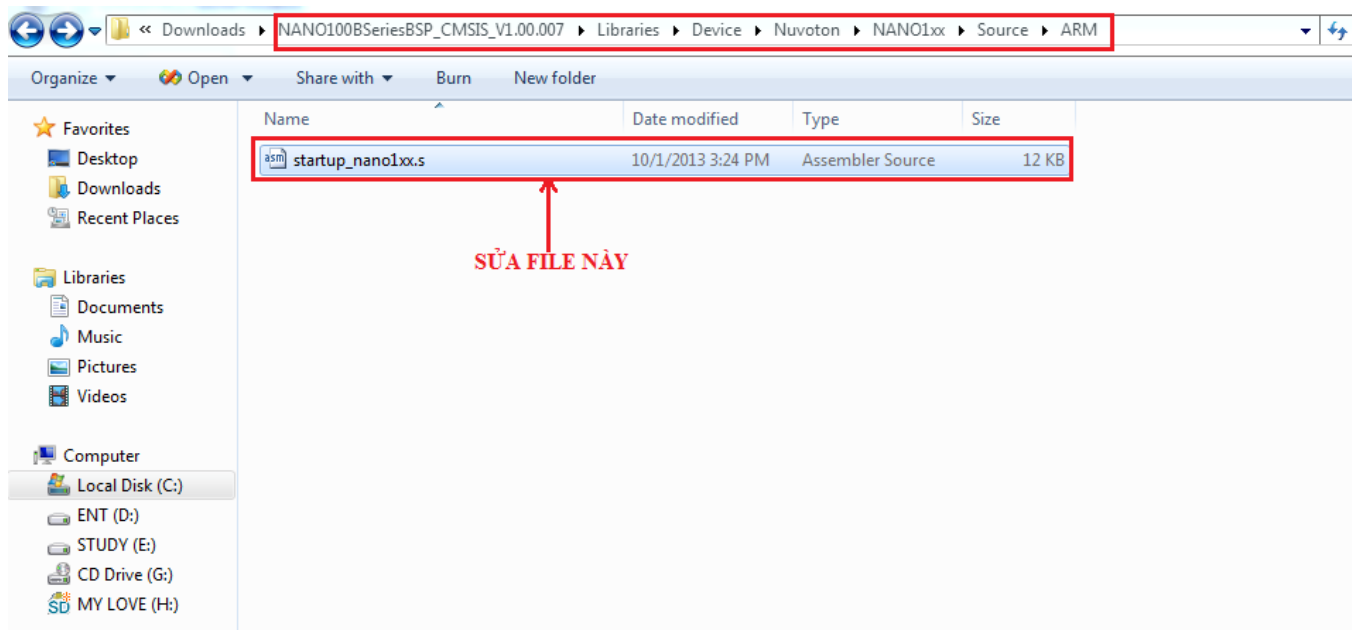 « Downloads ▸ NANO100BSeriesBSP_CMSIS_V1.00.007 ▸ Libraries ▸ Device ▸ Nuvoton ▸ NANO1xx ▸ Source ▸ ARM
Organize Open Share with Burn New folder
Name Date modified Type Size
asm startup_nano1xx.s 10/1/2013 3:24 PM Assembler Source 12 KB
SỬA FILE NÀY
Favorites
Desktop
Downloads
Recent Places
Libraries
Documents
Music
Pictures
Videos
Computer
Local Disk (C:)
ENT (D:)
STUDY (E:)
CD Drive (G:)
SD MY LOVE (H:)